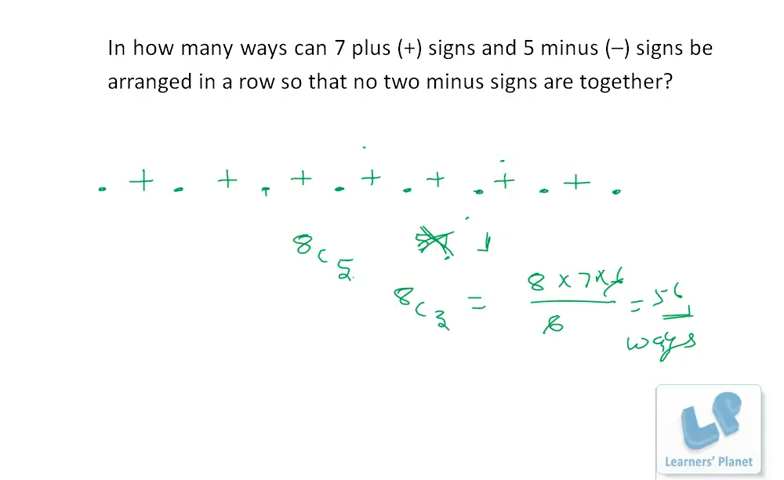 In how many ways can 7 plus (+) signs and 5 minus (–) signs be
arranged in a row so that no two minus signs are together?
. + . + . + . + . + . + . + .
8C5
8C3 = 8 × 7 × 6 / 6 = 56
ways
LP
Learners' Planet